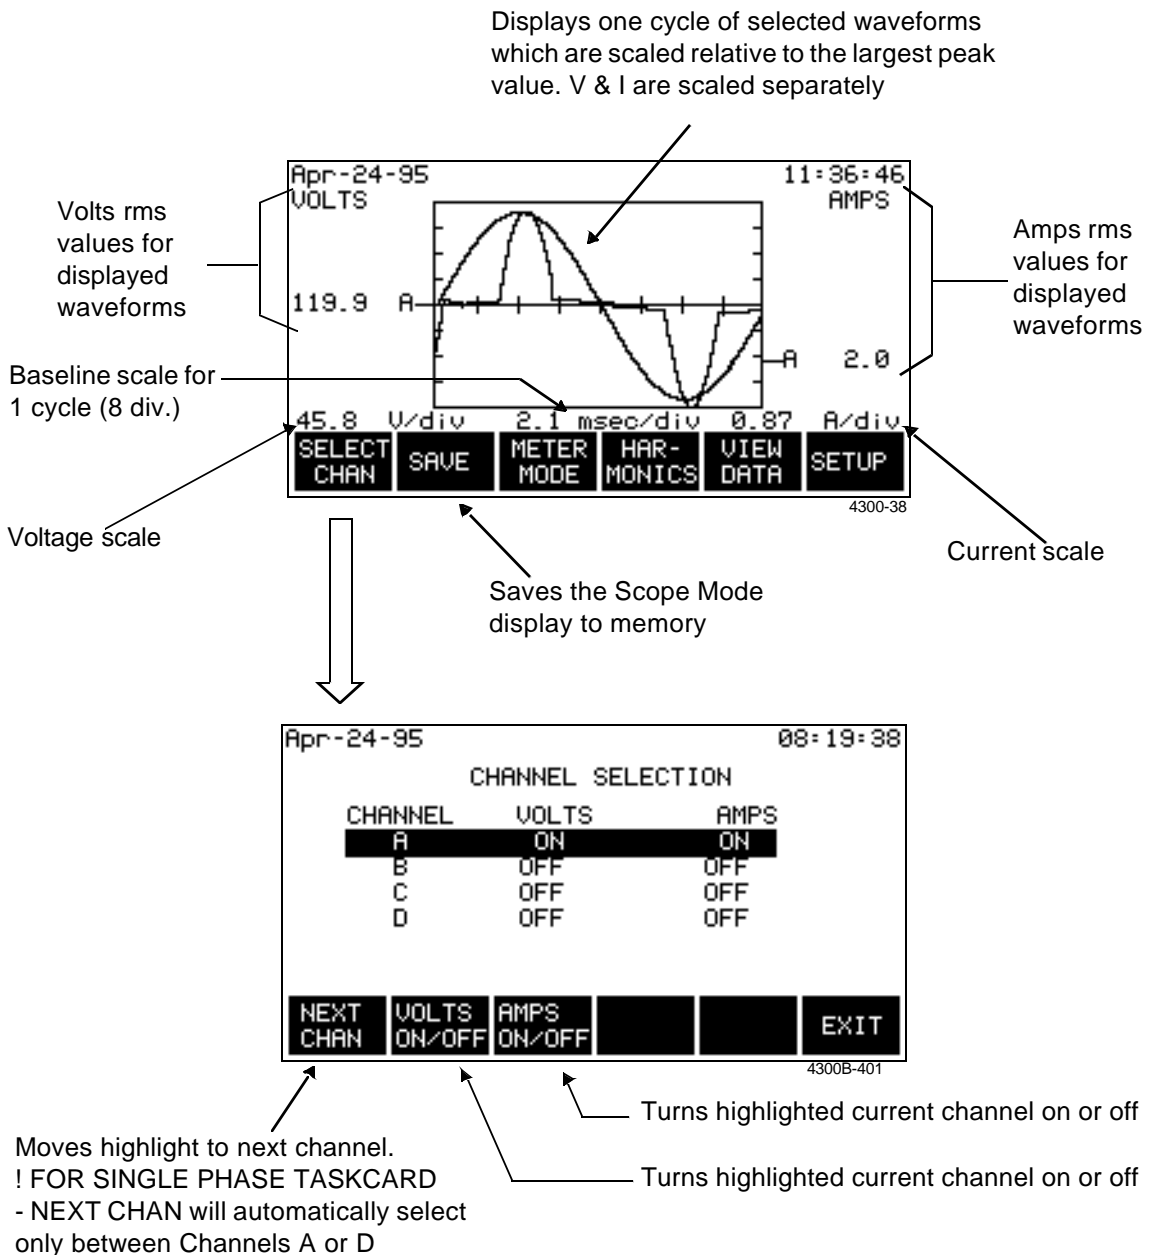 Displays one cycle of selected waveforms
which are scaled relative to the largest peak
value. V & I are scaled separately
Apr-24-95 11:36:46
VOLTS AMPS
Volts rms
values for
displayed
waveforms
Amps rms
values for
displayed
waveforms
119.9 A
A 2.0
Baseline scale for
1 cycle (8 div.)
45.8 V/div 2.1 msec/div 0.87 A/div
SELECT
CHAN
SAVE
METER
MODE
HAR-
MONICS
VIEW
DATA
SETUP
4300-38
Voltage scale
Current scale
Saves the Scope Mode
display to memory
Apr-24-95 08:19:38
CHANNEL SELECTION
CHANNEL VOLTS AMPS
A ON ON
B OFF OFF
C OFF OFF
D OFF OFF
NEXT
CHAN
VOLTS
ON/OFF
AMPS
ON/OFF
EXIT
4300B-401
Turns highlighted current channel on or off
Moves highlight to next channel.
! FOR SINGLE PHASE TASKCARD
- NEXT CHAN will automatically select
only between Channels A or D
Turns highlighted current channel on or off